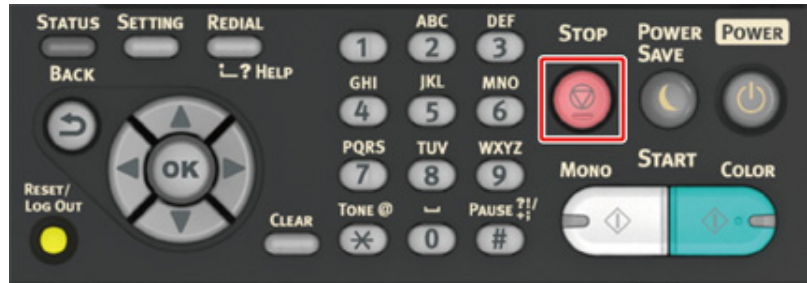 STATUS SETTING REDIAL
? HELP
BACK
OK
RESET/
LOG OUT
CLEAR
1
ABC
2
DEF
3
GHI
4
JKL
5
MNO
6
PQRS
7
TUV
8
WXYZ
9
TONE @
*
0
PAUSE ?!/
+!
#
STOP
POWER
SAVE
POWER
MONO START COLOR